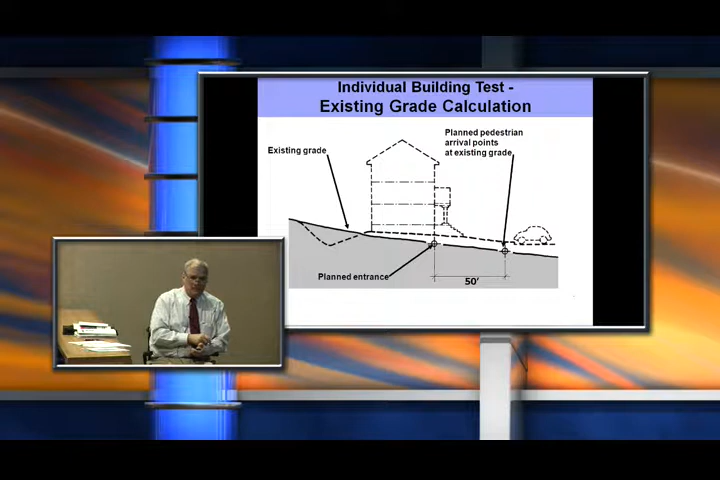 Individual Building Test -
Existing Grade Calculation
Planned pedestrian
arrival points
at existing grade
Existing grade
Planned entrance
50'